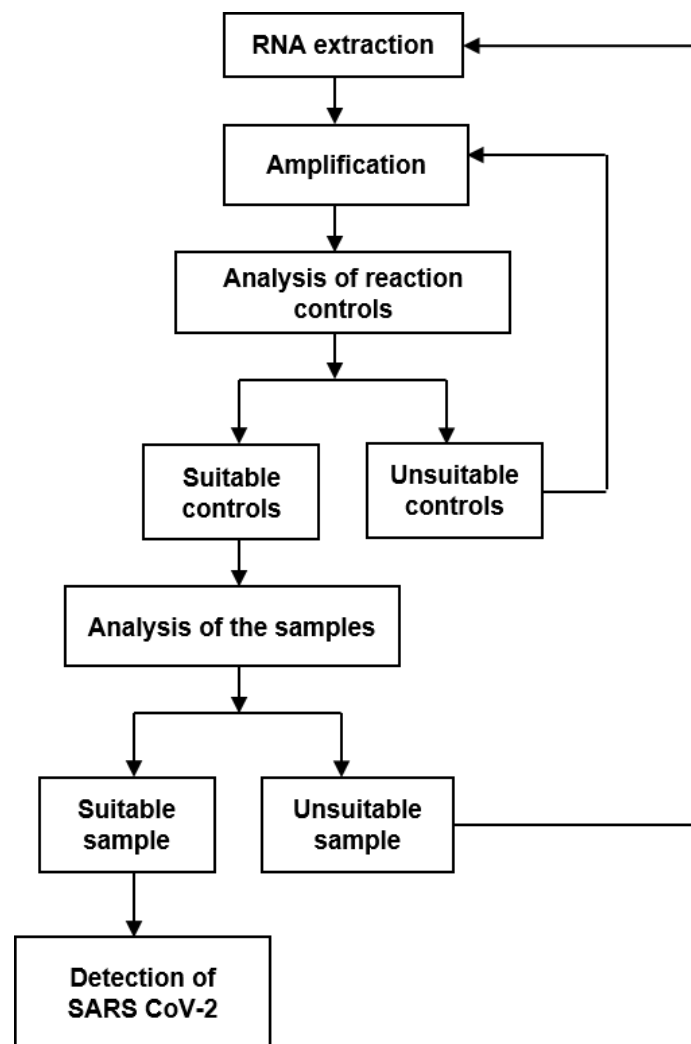 RNA extraction
Amplification
Analysis of reaction
controls
Suitable
controls
Unsuitable
controls
Analysis of the samples
Suitable
sample
Unsuitable
sample
Detection of
SARS CoV-2